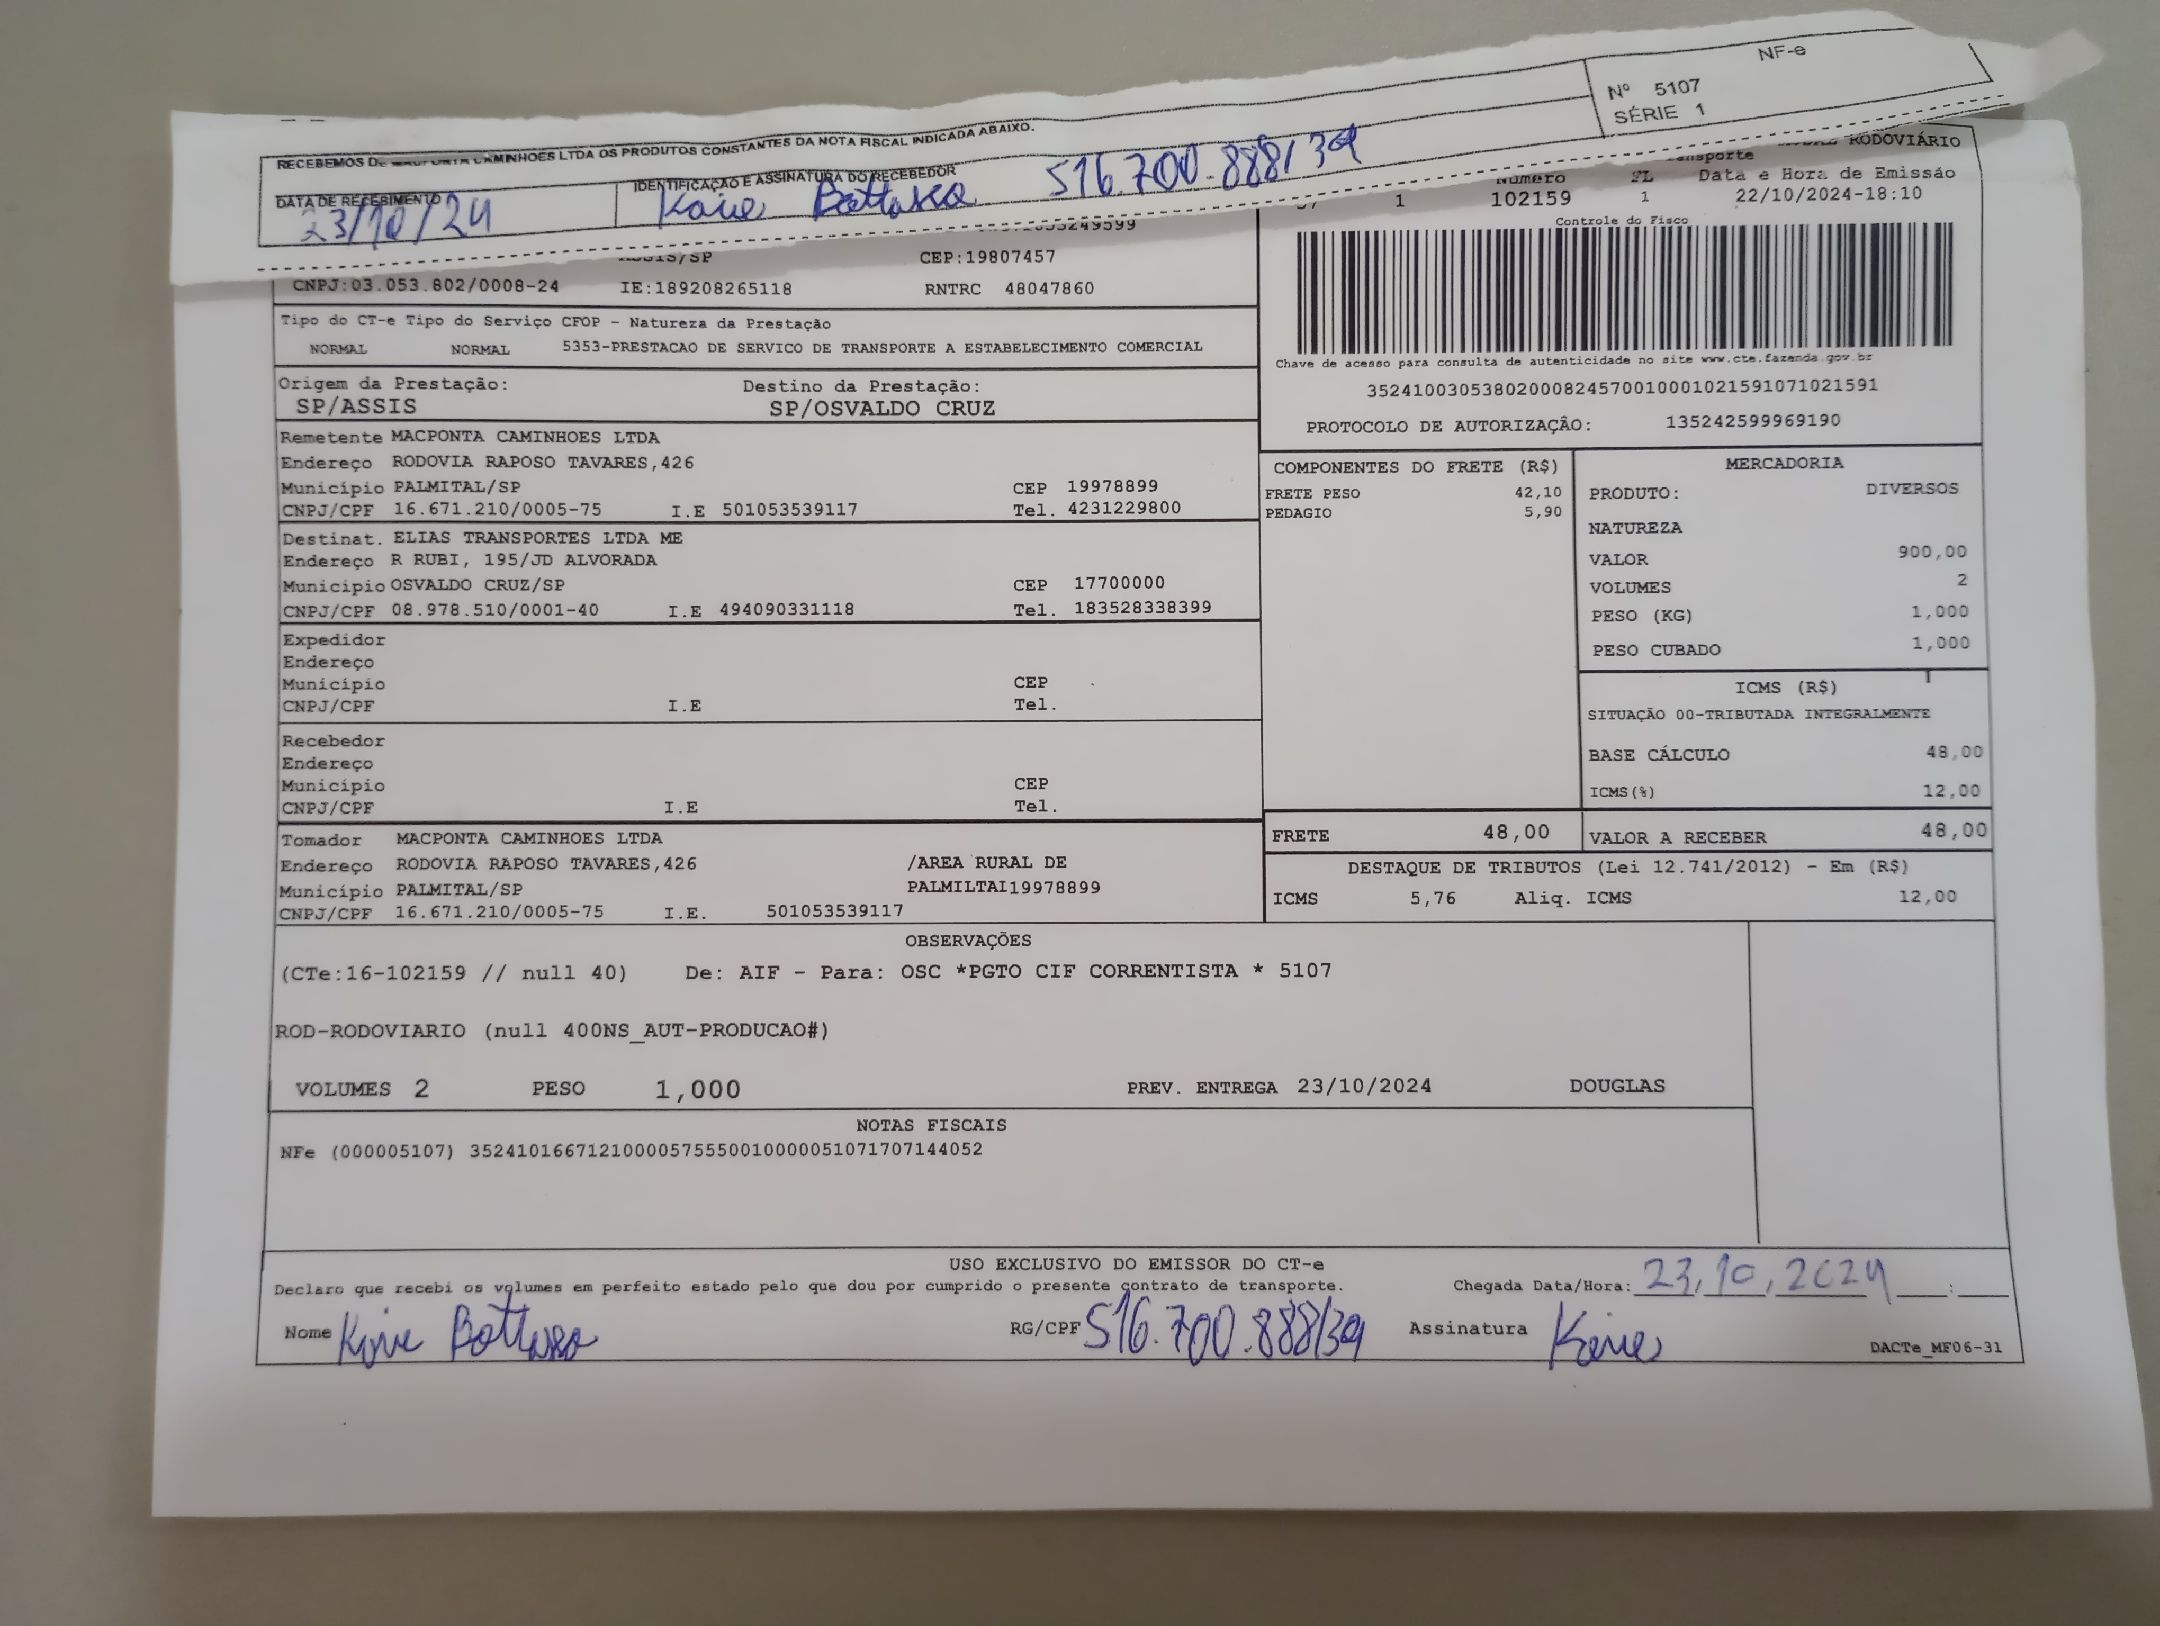 NF-e
Nº 5107
SÉRIE 1
RECEBEMOS DE CAMINHOES LTDA OS PRODUTOS CONSTANTES DA NOTA FISCAL INDICADA ABAIXO.
DATA DE RECEBIMENTO IDENTIFICAÇÃO E ASSINATURA DO RECEBEDOR
23/10/24 516.700.888/39
RODOVIÁRIO
Número FL Data e Hora de Emissão
1 102159 1 22/10/2024-18:10
Controle do Fisco
CEP:19807457
CNPJ:03.053.802/0008-24 IE:189208265118 RNTRC 48047860
Tipo do CT-e Tipo do Serviço CFOP - Natureza da Prestação
NORMAL NORMAL 5353-PRESTACAO DE SERVICO DE TRANSPORTE A ESTABELECIMENTO COMERCIAL
Chave de acesso para consulta de autenticidade no site www.cte.fazenda.gov.br
35241003053802000824570010001021591071021591
PROTOCOLO DE AUTORIZAÇÃO: 135242599969190
Origem da Prestação: Destino da Prestação:
SP/ASSIS SP/OSVALDO CRUZ
Remetente MACPONTA CAMINHOES LTDA
Endereço RODOVIA RAPOSO TAVARES,426
Município PALMITAL/SP CEP 19978899
CNPJ/CPF 16.671.210/0005-75 I.E 501053539117 Tel. 4231229800
Destinat. ELIAS TRANSPORTES LTDA ME
Endereço R RUBI, 195/JD ALVORADA
Município OSVALDO CRUZ/SP CEP 17700000
CNPJ/CPF 08.978.510/0001-40 I.E 494090331118 Tel. 183528338399
Expedidor
Endereço
Município CEP
CNPJ/CPF I.E Tel.
Recebedor
Endereço
Município CEP
CNPJ/CPF I.E Tel.
Tomador MACPONTA CAMINHOES LTDA
Endereço RODOVIA RAPOSO TAVARES,426 /AREA RURAL DE
Município PALMITAL/SP PALMILTAI19978899
CNPJ/CPF 16.671.210/0005-75 I.E. 501053539117
COMPONENTES DO FRETE (R$)
FRETE PESO 42,10
PEDAGIO 5,90
MERCADORIA
PRODUTO: DIVERSOS
NATUREZA
VALOR 900,00
VOLUMES 2
PESO (KG) 1,000
PESO CUBADO 1,000
ICMS (R$)
SITUAÇÃO 00-TRIBUTADA INTEGRALMENTE
BASE CÁLCULO 48,00
ICMS(%) 12,00
FRETE 48,00 VALOR A RECEBER 48,00
DESTAQUE DE TRIBUTOS (Lei 12.741/2012) - Em (R$)
ICMS 5,76 Aliq. ICMS 12,00
OBSERVAÇÕES
(CTe:16-102159 // null 40) De: AIF - Para: OSC *PGTO CIF CORRENTISTA * 5107
ROD-RODOVIARIO (null 400NS_AUT-PRODUCAO#)
VOLUMES 2 PESO 1,000 PREV. ENTREGA 23/10/2024 DOUGLAS
NOTAS FISCAIS
NFe (000005107) 35241016671210000575550010000051071707144052
USO EXCLUSIVO DO EMISSOR DO CT-e
Declaro que recebi os volumes em perfeito estado pelo que dou por cumprido o presente contrato de transporte. Chegada Data/Hora: 23,10,2024 :
Nome RG/CPF 516.700.888/39 Assinatura
DACTe_MF06-31